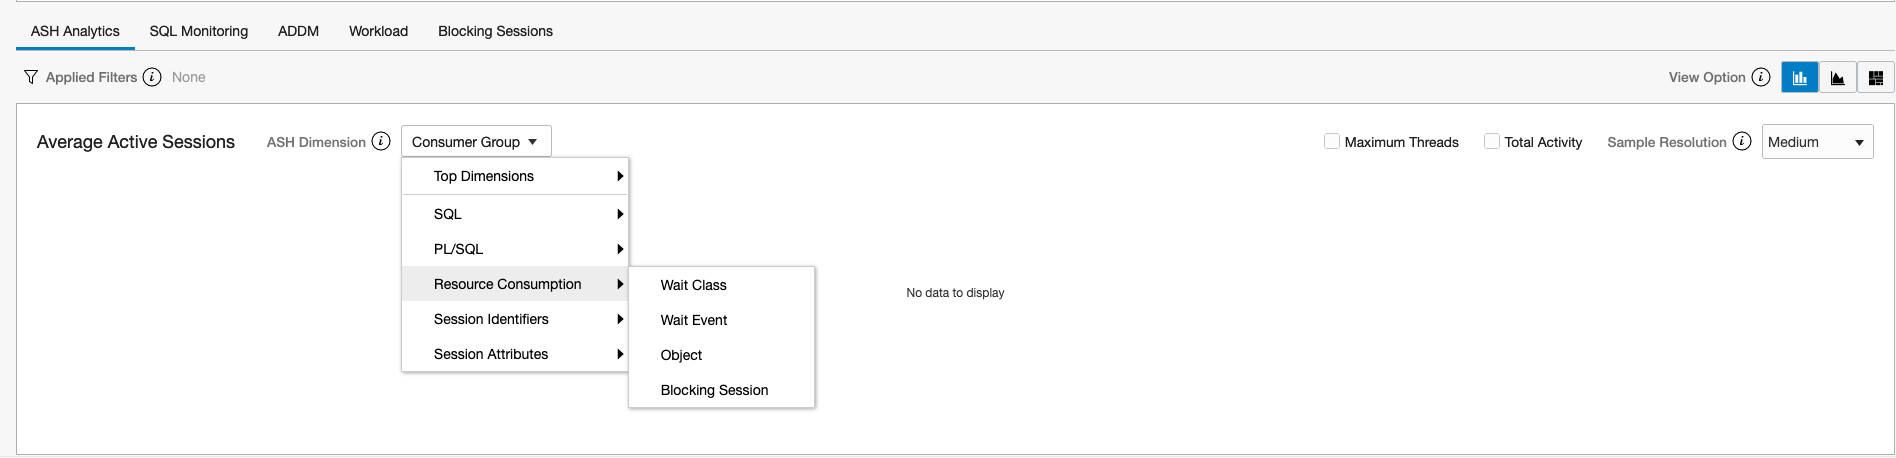 ASH Analytics SQL Monitoring ADDM Workload Blocking Sessions
Applied Filters i None View Option i
Average Active Sessions ASH Dimension i Consumer Group Maximum Threads Total Activity Sample Resolution i Medium
Top Dimensions
SQL
PL/SQL
Resource Consumption
Session Identifiers
Session Attributes
Wait Class
Wait Event
Object
Blocking Session
No data to display